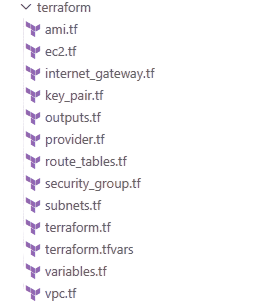 terraform
ami.tf
ec2.tf
internet_gateway.tf
key_pair.tf
outputs.tf
provider.tf
route_tables.tf
security_group.tf
subnets.tf
terraform.tf
terraform.tfvars
variables.tf
vpc.tf